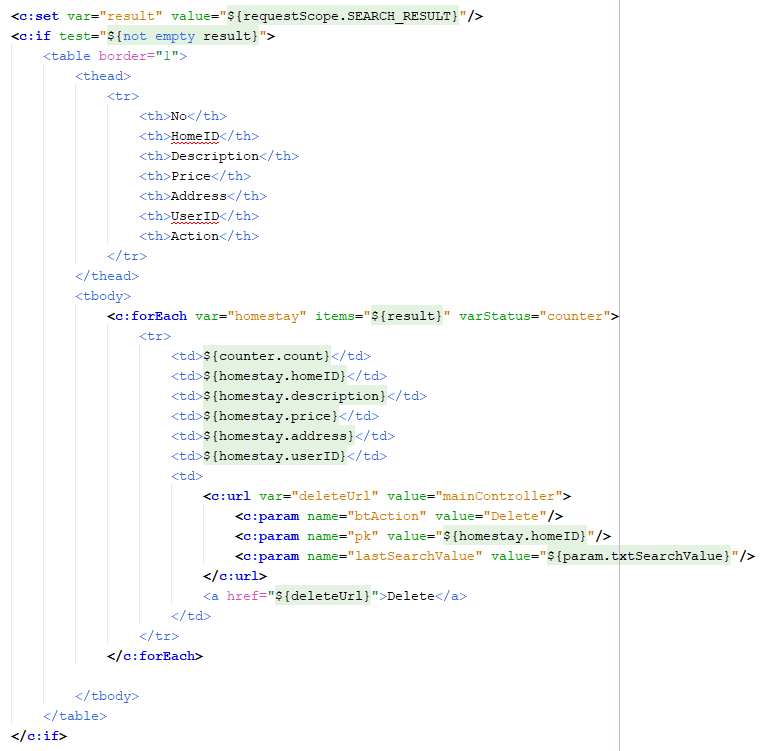 <c:set var="result" value="${requestScope.SEARCH_RESULT}"/>
<c:if test="${not empty result}">
    <table border="1">
        <thead>
            <tr>
                <th>No</th>
                <th>HomeID</th>
                <th>Description</th>
                <th>Price</th>
                <th>Address</th>
                <th>UserID</th>
                <th>Action</th>
            </tr>
        </thead>
        <tbody>
            <c:forEach var="homestay" items="${result}" varStatus="counter">
                <tr>
                    <td>${counter.count}</td>
                    <td>${homestay.homeID}</td>
                    <td>${homestay.description}</td>
                    <td>${homestay.price}</td>
                    <td>${homestay.address}</td>
                    <td>${homestay.userID}</td>
                    <td>
                        <c:url var="deleteUrl" value="mainController">
                            <c:param name="btAction" value="Delete"/>
                            <c:param name="pk" value="${homestay.homeID}"/>
                            <c:param name="lastSearchValue" value="${param.txtSearchValue}"/>
                        </c:url>
                        <a href="${deleteUrl}">Delete</a>
                    </td>
                </tr>
            </c:forEach>

        </tbody>
    </table>
</c:if>